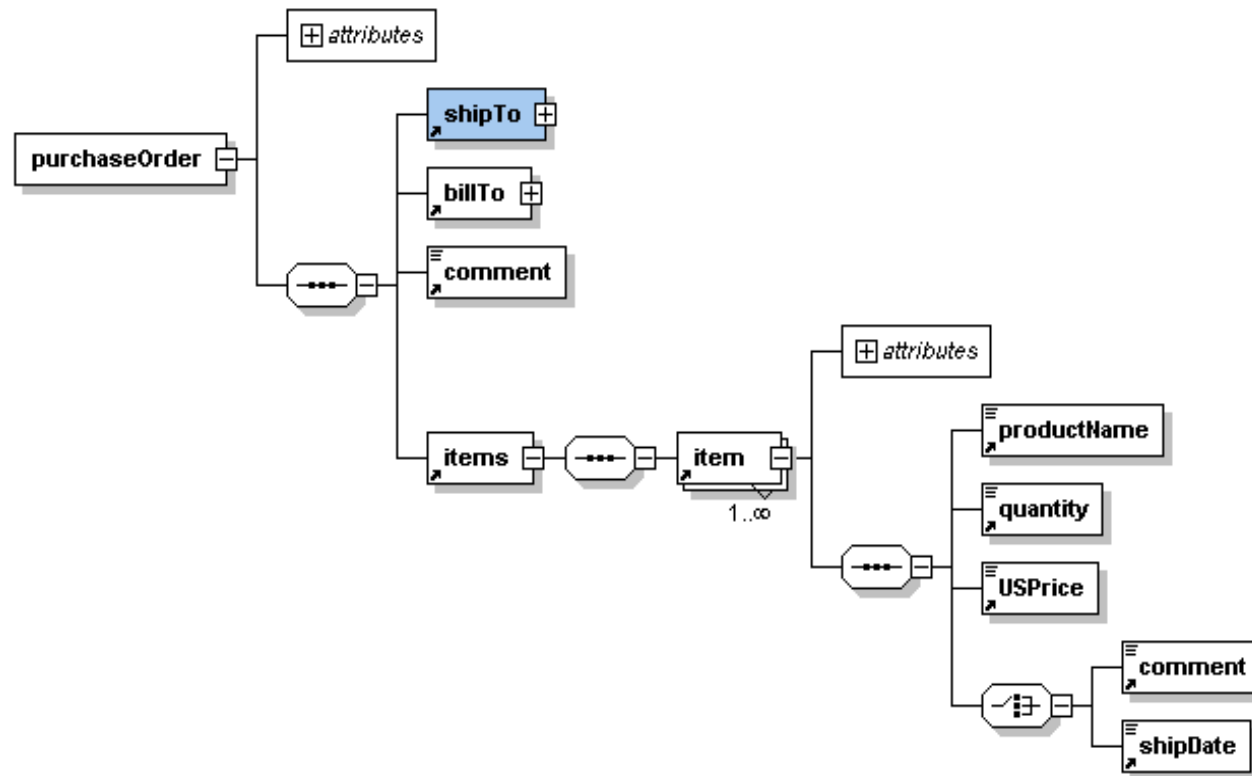 attributes
shipTo
purchaseOrder
billTo
comment
attributes
productName
items
item
1..∞
quantity
USPrice
comment
shipDate